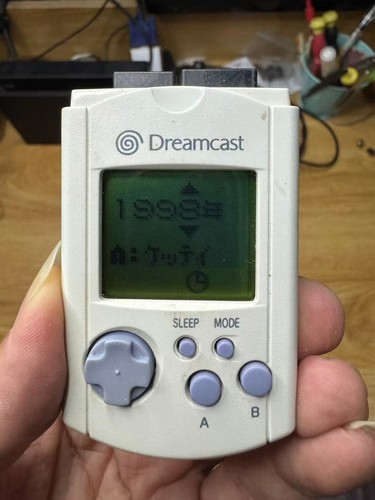 Dreamcast
1998年
A:ケッテイ
SLEEP MODE
A
B